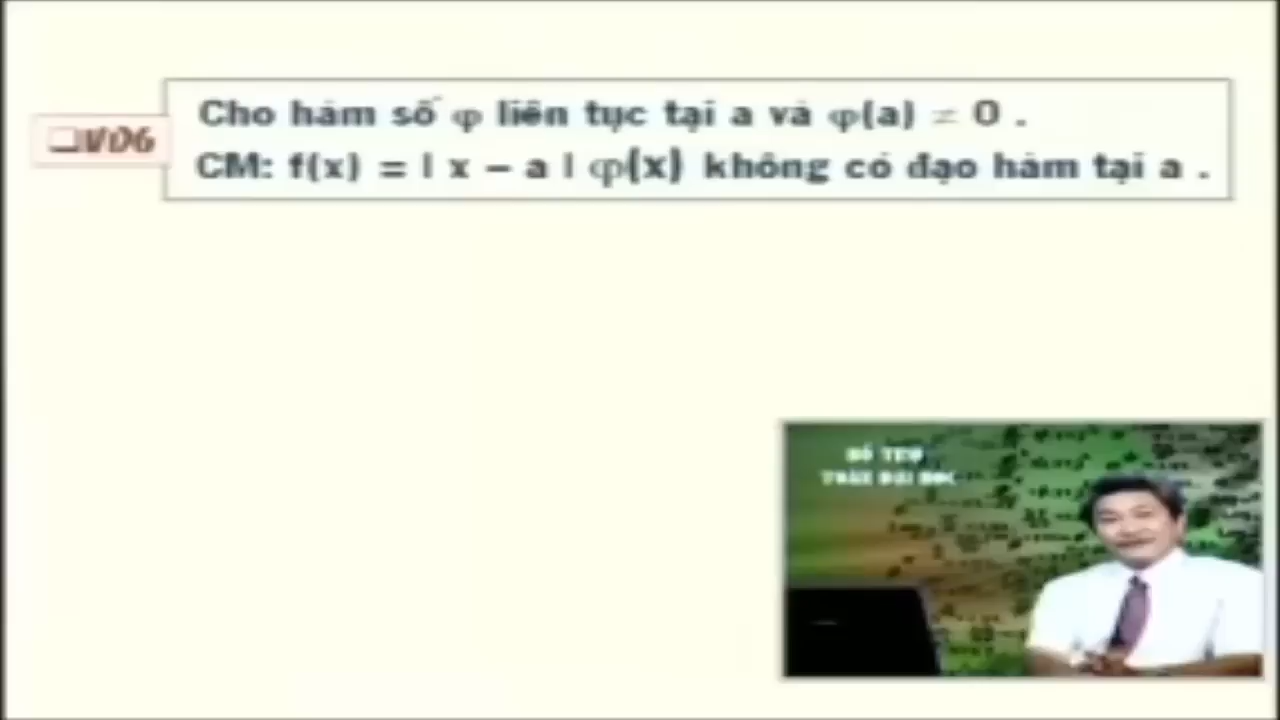 ❑VD6
Cho hàm số φ liên tục tại a và φ(a) ≠ 0 .
CM: f(x) = | x – a | φ(x) không có đạo hàm tại a .